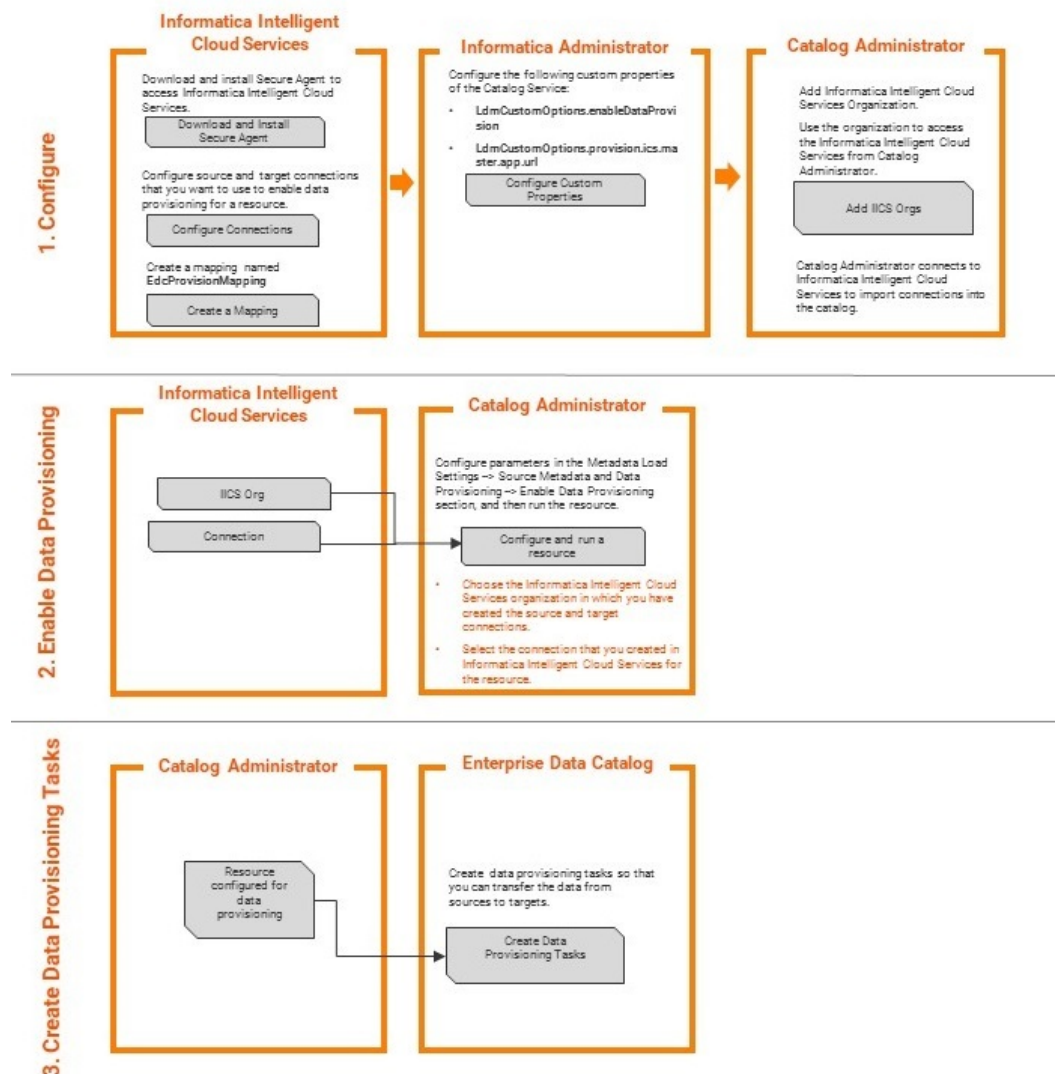 1. Configure
Informatica Intelligent
Cloud Services
Download and install Secure Agent to
access Informatica Intelligent Cloud
Services.
Download and Install
Secure Agent
Configure source and target connections
that you want to use to enable data
provisioning for a resource.
Configure Connections
Create a mapping named
EdcProvisionMapping
Create a Mapping
Informatica Administrator
Configure the following custom properties
of the Catalog Service:
• LdmCustomOptions.enableDataProvi
sion
• LdmCustomOptions.provision.ics.ma
ster.app.url
Configure Custom
Properties
Catalog Administrator
Add Informatica Intelligent Cloud
Services Organization.
Use the organization to access
the Informatica Intelligent Cloud
Services from Catalog
Administrator.
Add IICS Orgs
Catalog Administrator connects to
Informatica Intelligent Cloud
Services to import connections into
the catalog.
2. Enable Data Provisioning
Informatica Intelligent
Cloud Services
IICS Org
Connection
Catalog Administrator
Configure parameters in the Metadata Load
Settings --> Source Metadata and Data
Provisioning --> Enable Data Provisioning
section, and then run the resource.
Configure and run a
resource
• Choose the Informatica Intelligent Cloud
Services organization in which you have
created the source and target
connections.
• Select the connection that you created in
Informatica Intelligent Cloud Services for
the resource.
3. Create Data Provisioning Tasks
Catalog Administrator
Resource
configured for
data
provisioning
Enterprise Data Catalog
Create data provisioning tasks so that
you can transfer the data from
sources to targets.
Create Data
Provisioning Tasks